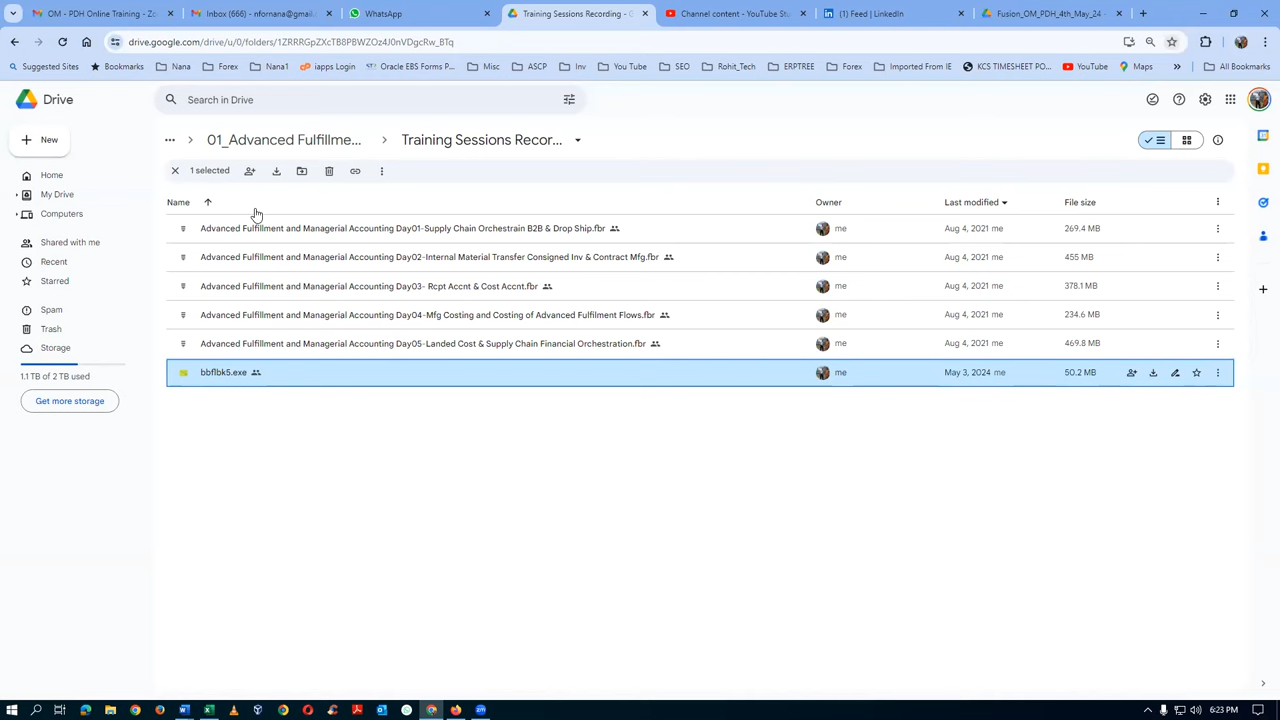 OM - PDH Online Training - Zo
Inbox (666) - nfornana@gmail.
WhatsApp
Training Sessions Recording - G
Channel content - YouTube Stu
(1) Feed | LinkedIn
Fusion_OM_PDH_4th_May_24 -
drive.google.com/drive/u/0/folders/1ZRRRGpZXcTB8PBWZOz4J0nVDgcRw_BTq
Suggested Sites
Bookmarks
Nana
Forex
Nana1
iapps Login
Oracle EBS Forms P...
Misc
ASCP
Inv
You Tube
SEO
Rohit_Tech
ERPTREE
Forex
Imported From IE
KCS TIMESHEET PO...
YouTube
Maps
All Bookmarks
Drive
Search in Drive
New
01_Advanced Fulfillme...
Training Sessions Recor...
1 selected
Home
My Drive
Computers
Shared with me
Recent
Starred
Spam
Trash
Storage
1.1 TB of 2 TB used
Get more storage
Name Owner Last modified File size
Advanced Fulfillment and Managerial Accounting Day01-Supply Chain Orchestrain B2B & Drop Ship.fbr me Aug 4, 2021 me 269.4 MB
Advanced Fulfillment and Managerial Accounting Day02-Internal Material Transfer Consigned Inv & Contract Mfg.fbr me Aug 4, 2021 me 455 MB
Advanced Fulfillment and Managerial Accounting Day03- Rcpt Accnt & Cost Accnt.fbr me Aug 4, 2021 me 378.1 MB
Advanced Fulfillment and Managerial Accounting Day04-Mfg Costing and Costing of Advanced Fulfilment Flows.fbr me Aug 4, 2021 me 234.6 MB
Advanced Fulfillment and Managerial Accounting Day05-Landed Cost & Supply Chain Financial Orchestration.fbr me Aug 4, 2021 me 469.8 MB
bbflbk5.exe me May 3, 2024 me 50.2 MB
6:23 PM